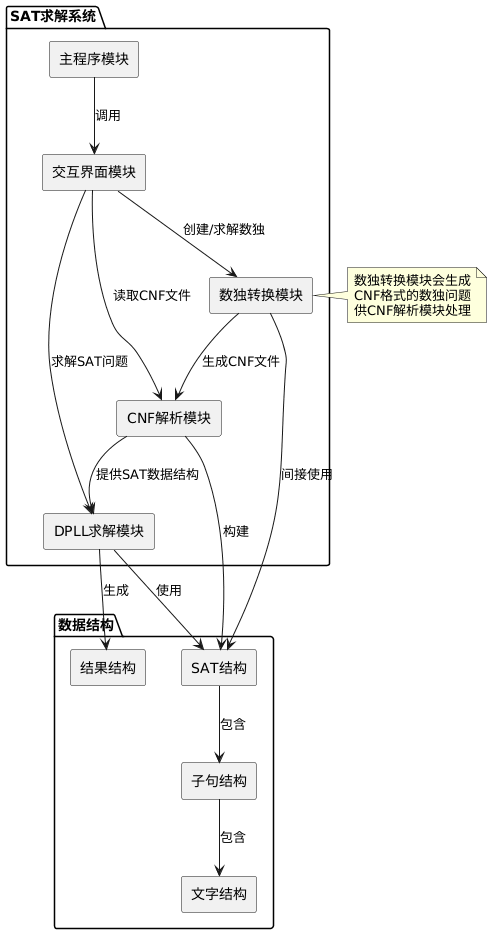 SAT求解系统
主程序模块
调用
交互界面模块
创建/求解数独
数独转换模块
数独转换模块会生成
CNF格式的数独问题
供CNF解析模块处理
读取CNF文件
求解SAT问题
生成CNF文件
CNF解析模块
提供SAT数据结构
间接使用
DPLL求解模块
构建
生成
使用
数据结构
结果结构
SAT结构
包含
子句结构
包含
文字结构